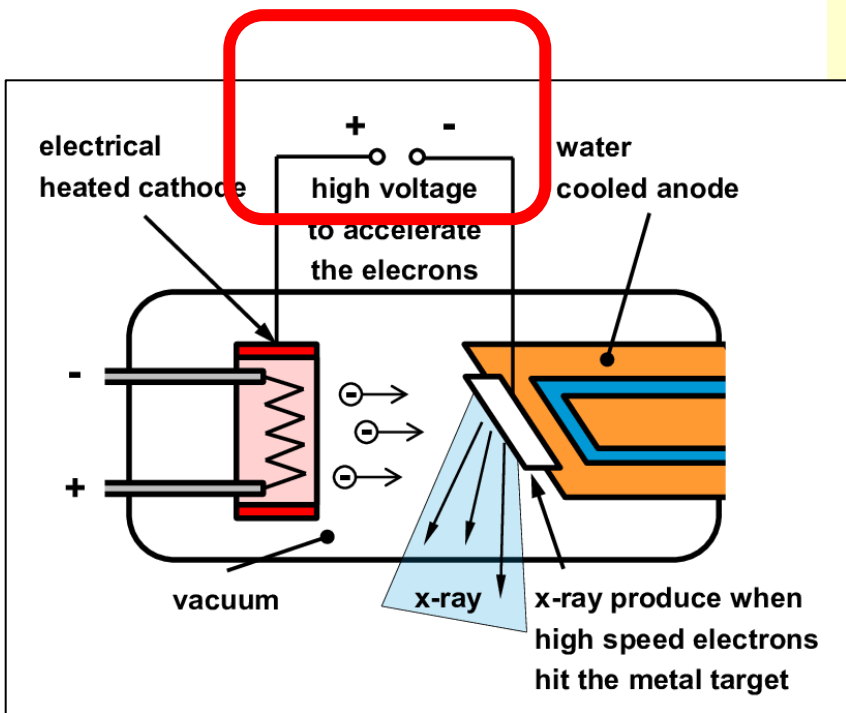 + -
electrical
heated cathode
high voltage
to accelerate
the elecrons
water
cooled anode
-
+
- 
-
-
vacuum
x-ray
x-ray produce when
high speed electrons
hit the metal target